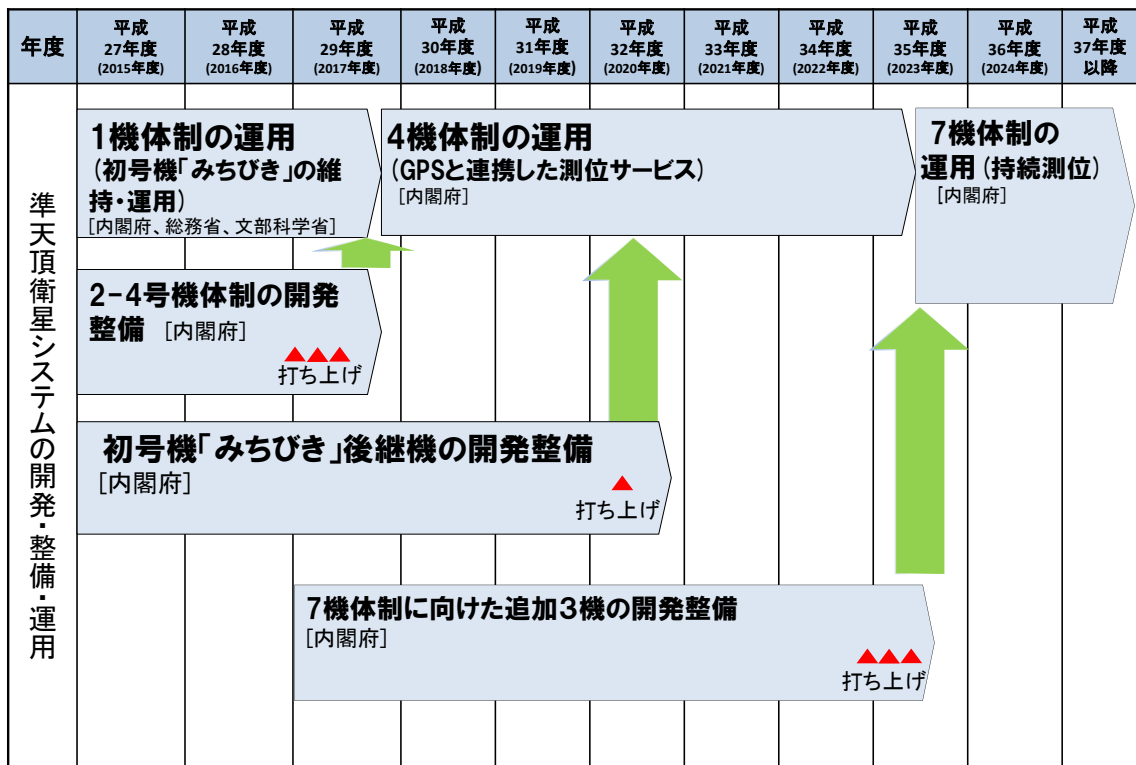 年度
平成
27年度
(2015年度)
平成
28年度
(2016年度)
平成
29年度
(2017年度)
平成
30年度
(2018年度)
平成
31年度
(2019年度)
平成
32年度
(2020年度)
平成
33年度
(2021年度)
平成
34年度
(2022年度)
平成
35年度
(2023年度)
平成
36年度
(2024年度)
平成
37年度
以降
準天頂衛星システムの開発・整備・運用
1機体制の運用
(初号機「みちびき」の維
持・運用)
[内閣府、総務省、文部科学省]
4機体制の運用
(GPSと連携した測位サービス)
[内閣府]
7機体制の
運用(持続測位)
[内閣府]
2-4号機体制の開発
整備 [内閣府]
打ち上げ
初号機「みちびき」後継機の開発整備
[内閣府]
打ち上げ
7機体制に向けた追加3機の開発整備
[内閣府]
打ち上げ